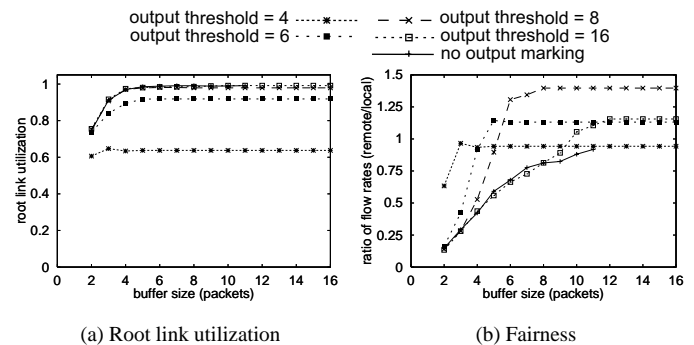 output threshold = 4
output threshold = 8
output threshold = 6
output threshold = 16
no output marking
1
0.8
0.6
0.4
0.2
0
root link utilization
0 2 4 6 8 10 12 14 16
buffer size (packets)
(a) Root link utilization
1.5
1.25
1
0.75
0.5
0.25
0
ratio of flow rates (remote/local)
0 2 4 6 8 10 12 14 16
buffer size (packets)
(b) Fairness